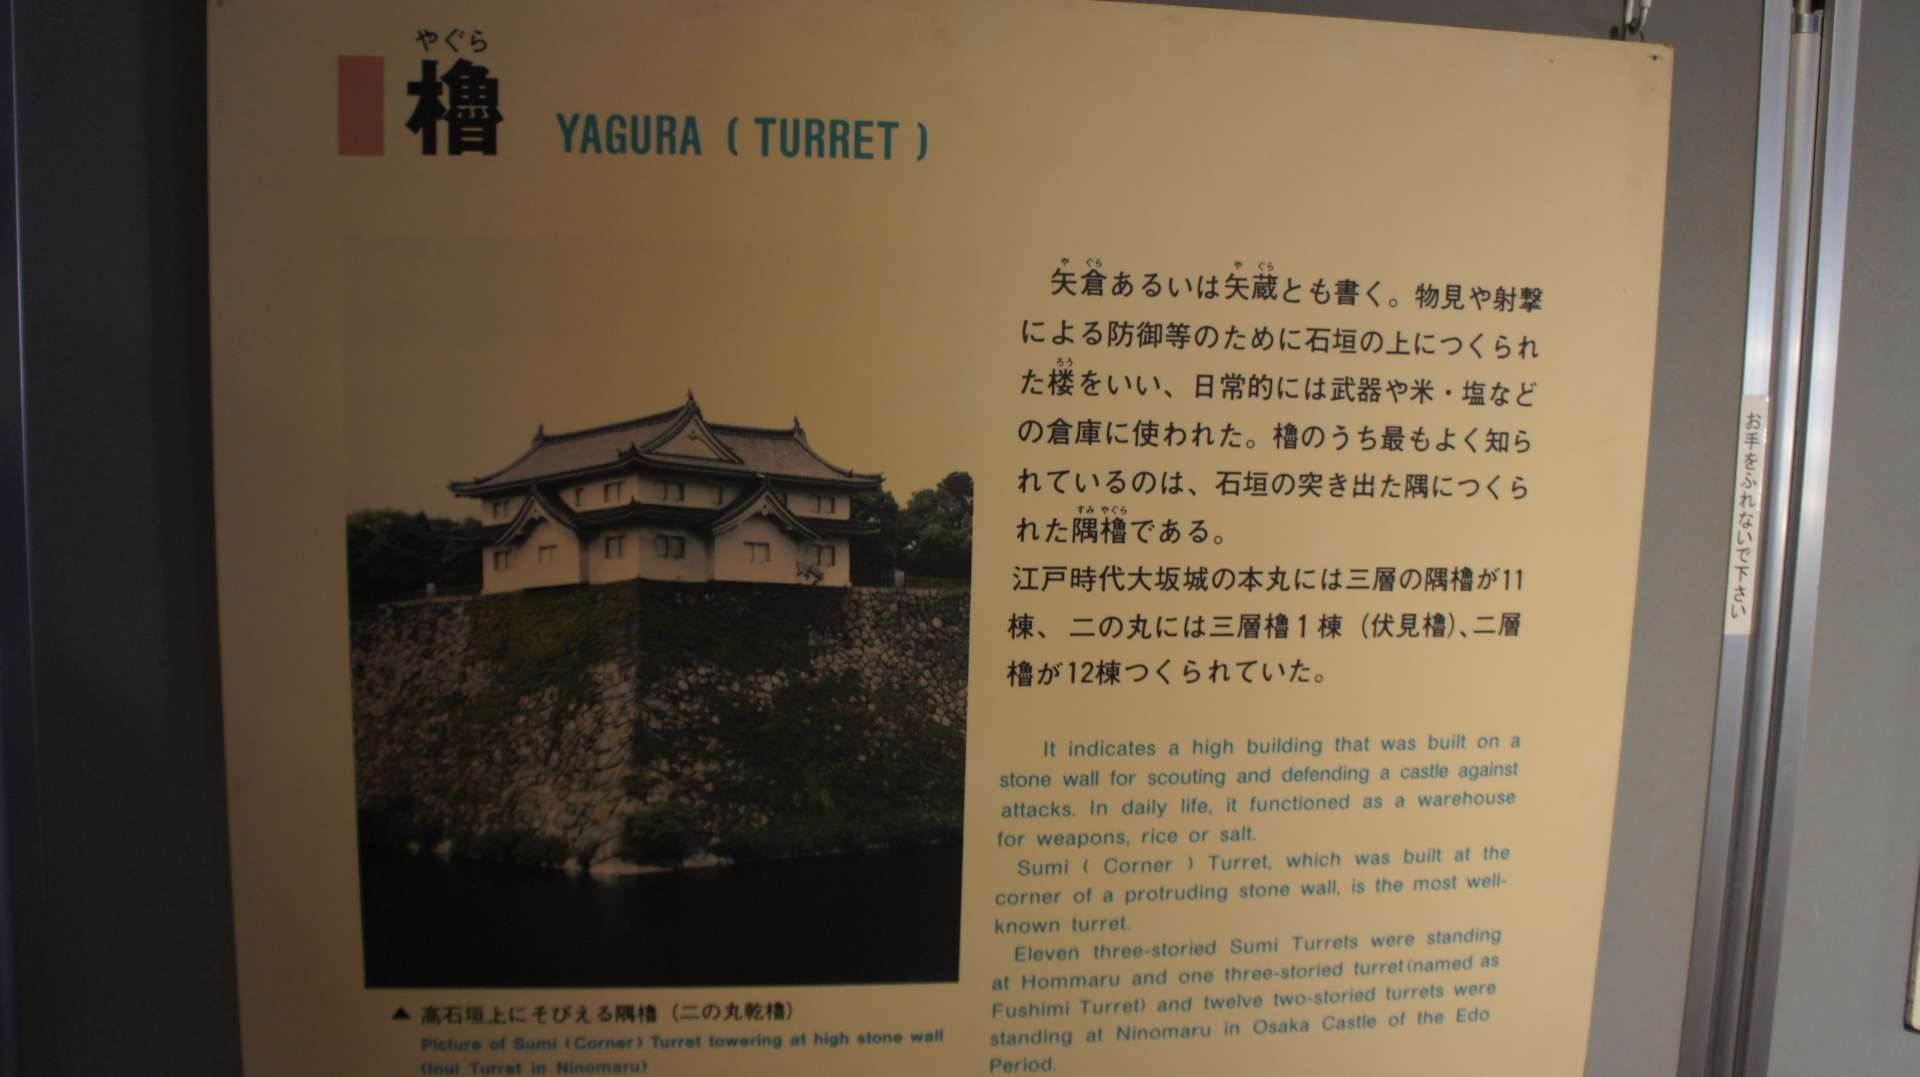 やぐら
櫓 YAGURA ( TURRET )
矢倉あるいは矢蔵とも書く。物見や射撃
による防御等のために石垣の上につくられ
た楼をいい、日常的には武器や米・塩など
の倉庫に使われた。櫓のうち最もよく知ら
れているのは、石垣の突き出た隅につくら
れた隅櫓である。
江戸時代大坂城の本丸には三層の隅櫓が11
棟、二の丸には三層櫓1棟（伏見櫓）、二層
櫓が12棟つくられていた。
It indicates a high building that was built on a
stone wall for scouting and defending a castle against
attacks. In daily life, it functioned as a warehouse
for weapons, rice or salt.
Sumi ( Corner ) Turret, which was built at the
corner of a protruding stone wall, is the most well-
known turret.
Eleven three-storied Sumi Turrets were standing
at Hommaru and one three-storied turret(named as
Fushimi Turret) and twelve two-storied turrets were
standing at Ninomaru in Osaka Castle of the Edo
Period.
▲ 高石垣上にそびえる隅櫓（二の丸乾櫓）
Picture of Sumi (Corner) Turret towering at high stone wall
(Inui Turret in Ninomaru)
お手をふれないで下さい